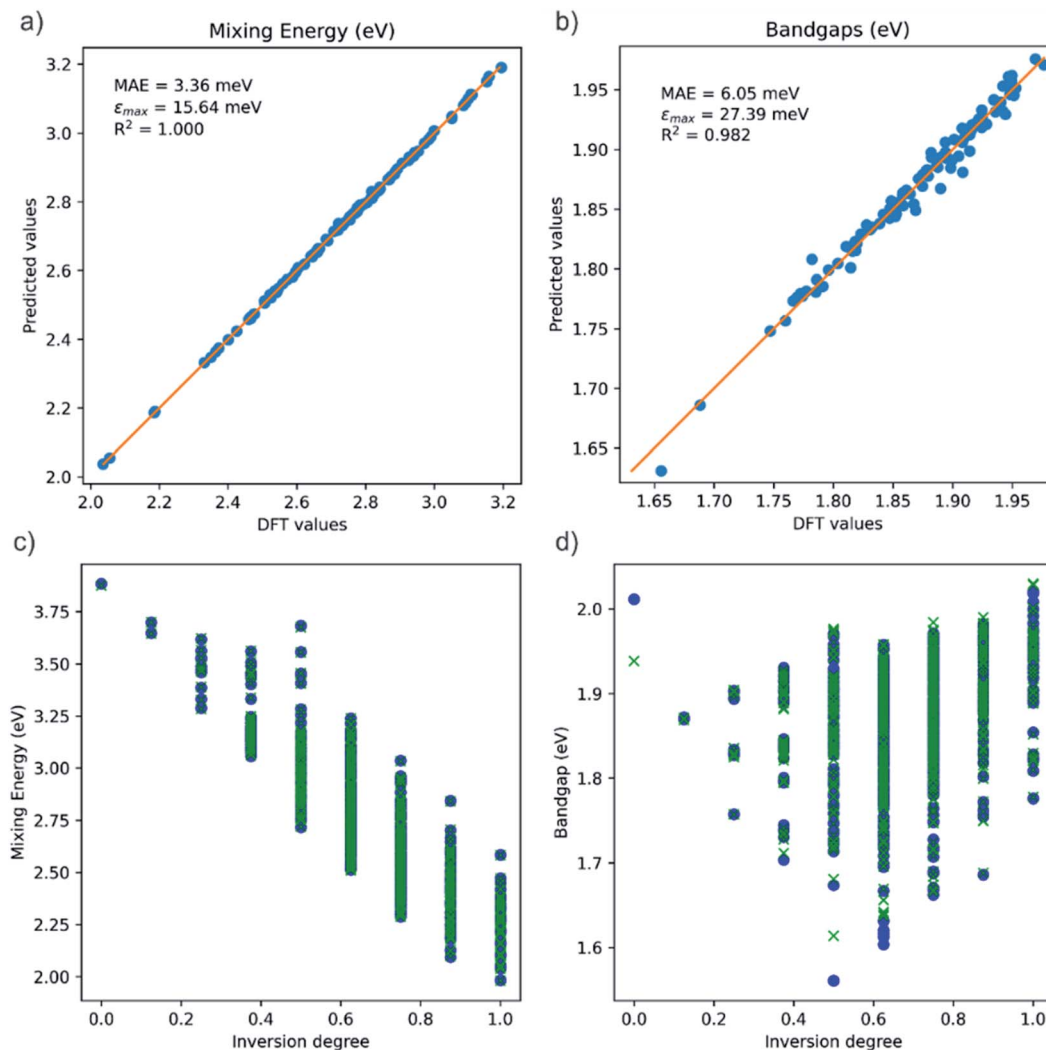 a)
Mixing Energy (eV)
MAE = 3.36 meV
ε_max = 15.64 meV
R² = 1.000
Predicted values
3.2
3.0
2.8
2.6
2.4
2.2
2.0
2.0 2.2 2.4 2.6 2.8 3.0 3.2
DFT values
b)
Bandgaps (eV)
MAE = 6.05 meV
ε_max = 27.39 meV
R² = 0.982
Predicted values
1.95
1.90
1.85
1.80
1.75
1.70
1.65
1.65 1.70 1.75 1.80 1.85 1.90 1.95
DFT values
c)
Mixing Energy (eV)
3.75
3.50
3.25
3.00
2.75
2.50
2.25
2.00
0.0 0.2 0.4 0.6 0.8 1.0
Inversion degree
d)
Bandgap (eV)
2.0
1.9
1.8
1.7
1.6
0.0 0.2 0.4 0.6 0.8 1.0
Inversion degree